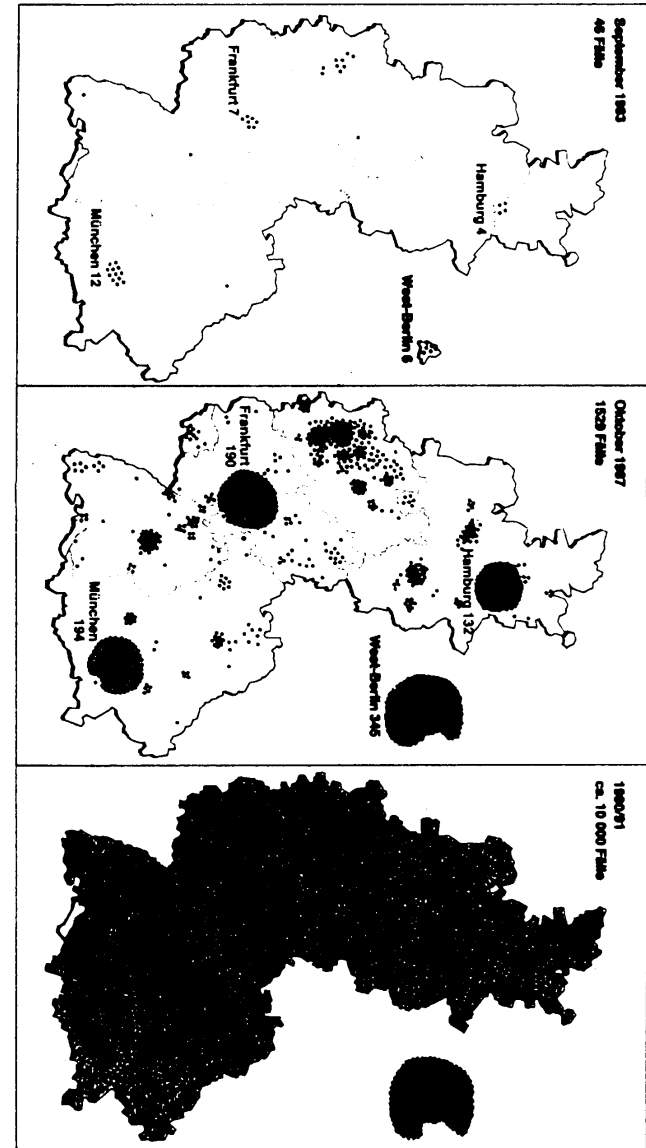 September 1983
46 Fälle
Hamburg 4
West-Berlin 6
Frankfurt 7
München 12
Oktober 1987
1529 Fälle
Hamburg 132
West-Berlin 345
Frankfurt
190
München
194
1990/91
ca. 10 000 Fälle